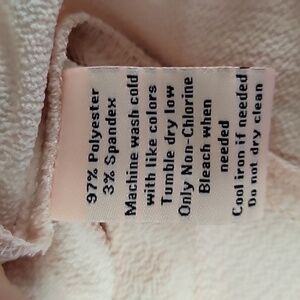 97% Polyester
3% Spandex
Machine wash cold
with like colors
Tumble dry low
Only Non-Chlorine
Bleach when
needed
Cool iron if needed
Do not dry clean